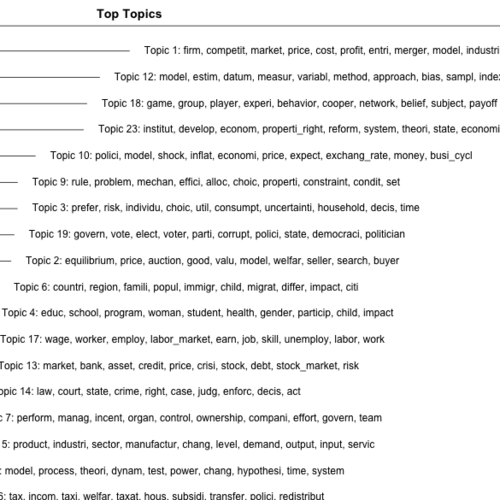 Top Topics
Topic 1: firm, competit, market, price, cost, profit, entri, merger, model, industri
Topic 12: model, estim, datum, measur, variabl, method, approach, bias, sampl, index
Topic 18: game, group, player, experi, behavior, cooper, network, belief, subject, payoff
Topic 23: institut, develop, econom, properti_right, reform, system, theori, state, economi
Topic 10: polici, model, shock, inflat, economi, price, expect, exchang_rate, money, busi_cycl
Topic 9: rule, problem, mechan, effici, alloc, choic, properti, constraint, condit, set
Topic 3: prefer, risk, individu, choic, util, consumpt, uncertainti, household, decis, time
Topic 19: govern, vote, elect, voter, parti, corrupt, polici, state, democraci, politician
Topic 2: equilibrium, price, auction, good, valu, model, welfar, seller, search, buyer
Topic 6: countri, region, famili, popul, immigr, child, migrat, differ, impact, citi
Topic 4: educ, school, program, woman, student, health, gender, particip, child, impact
Topic 17: wage, worker, employ, labor_market, earn, job, skill, unemploy, labor, work
Topic 13: market, bank, asset, credit, price, crisi, stock, debt, stock_market, risk
opic 14: law, court, state, crime, right, case, judg, enforc, decis, act
c 7: perform, manag, incent, organ, control, ownership, compani, effort, govern, team
5: product, industri, sector, manufactur, chang, level, demand, output, input, servic
: model, process, theori, dynam, test, power, chang, hypothesi, time, system
6: tax, incom, taxi, welfar, taxat, hous, subsidi, transfer, polici, redistribut